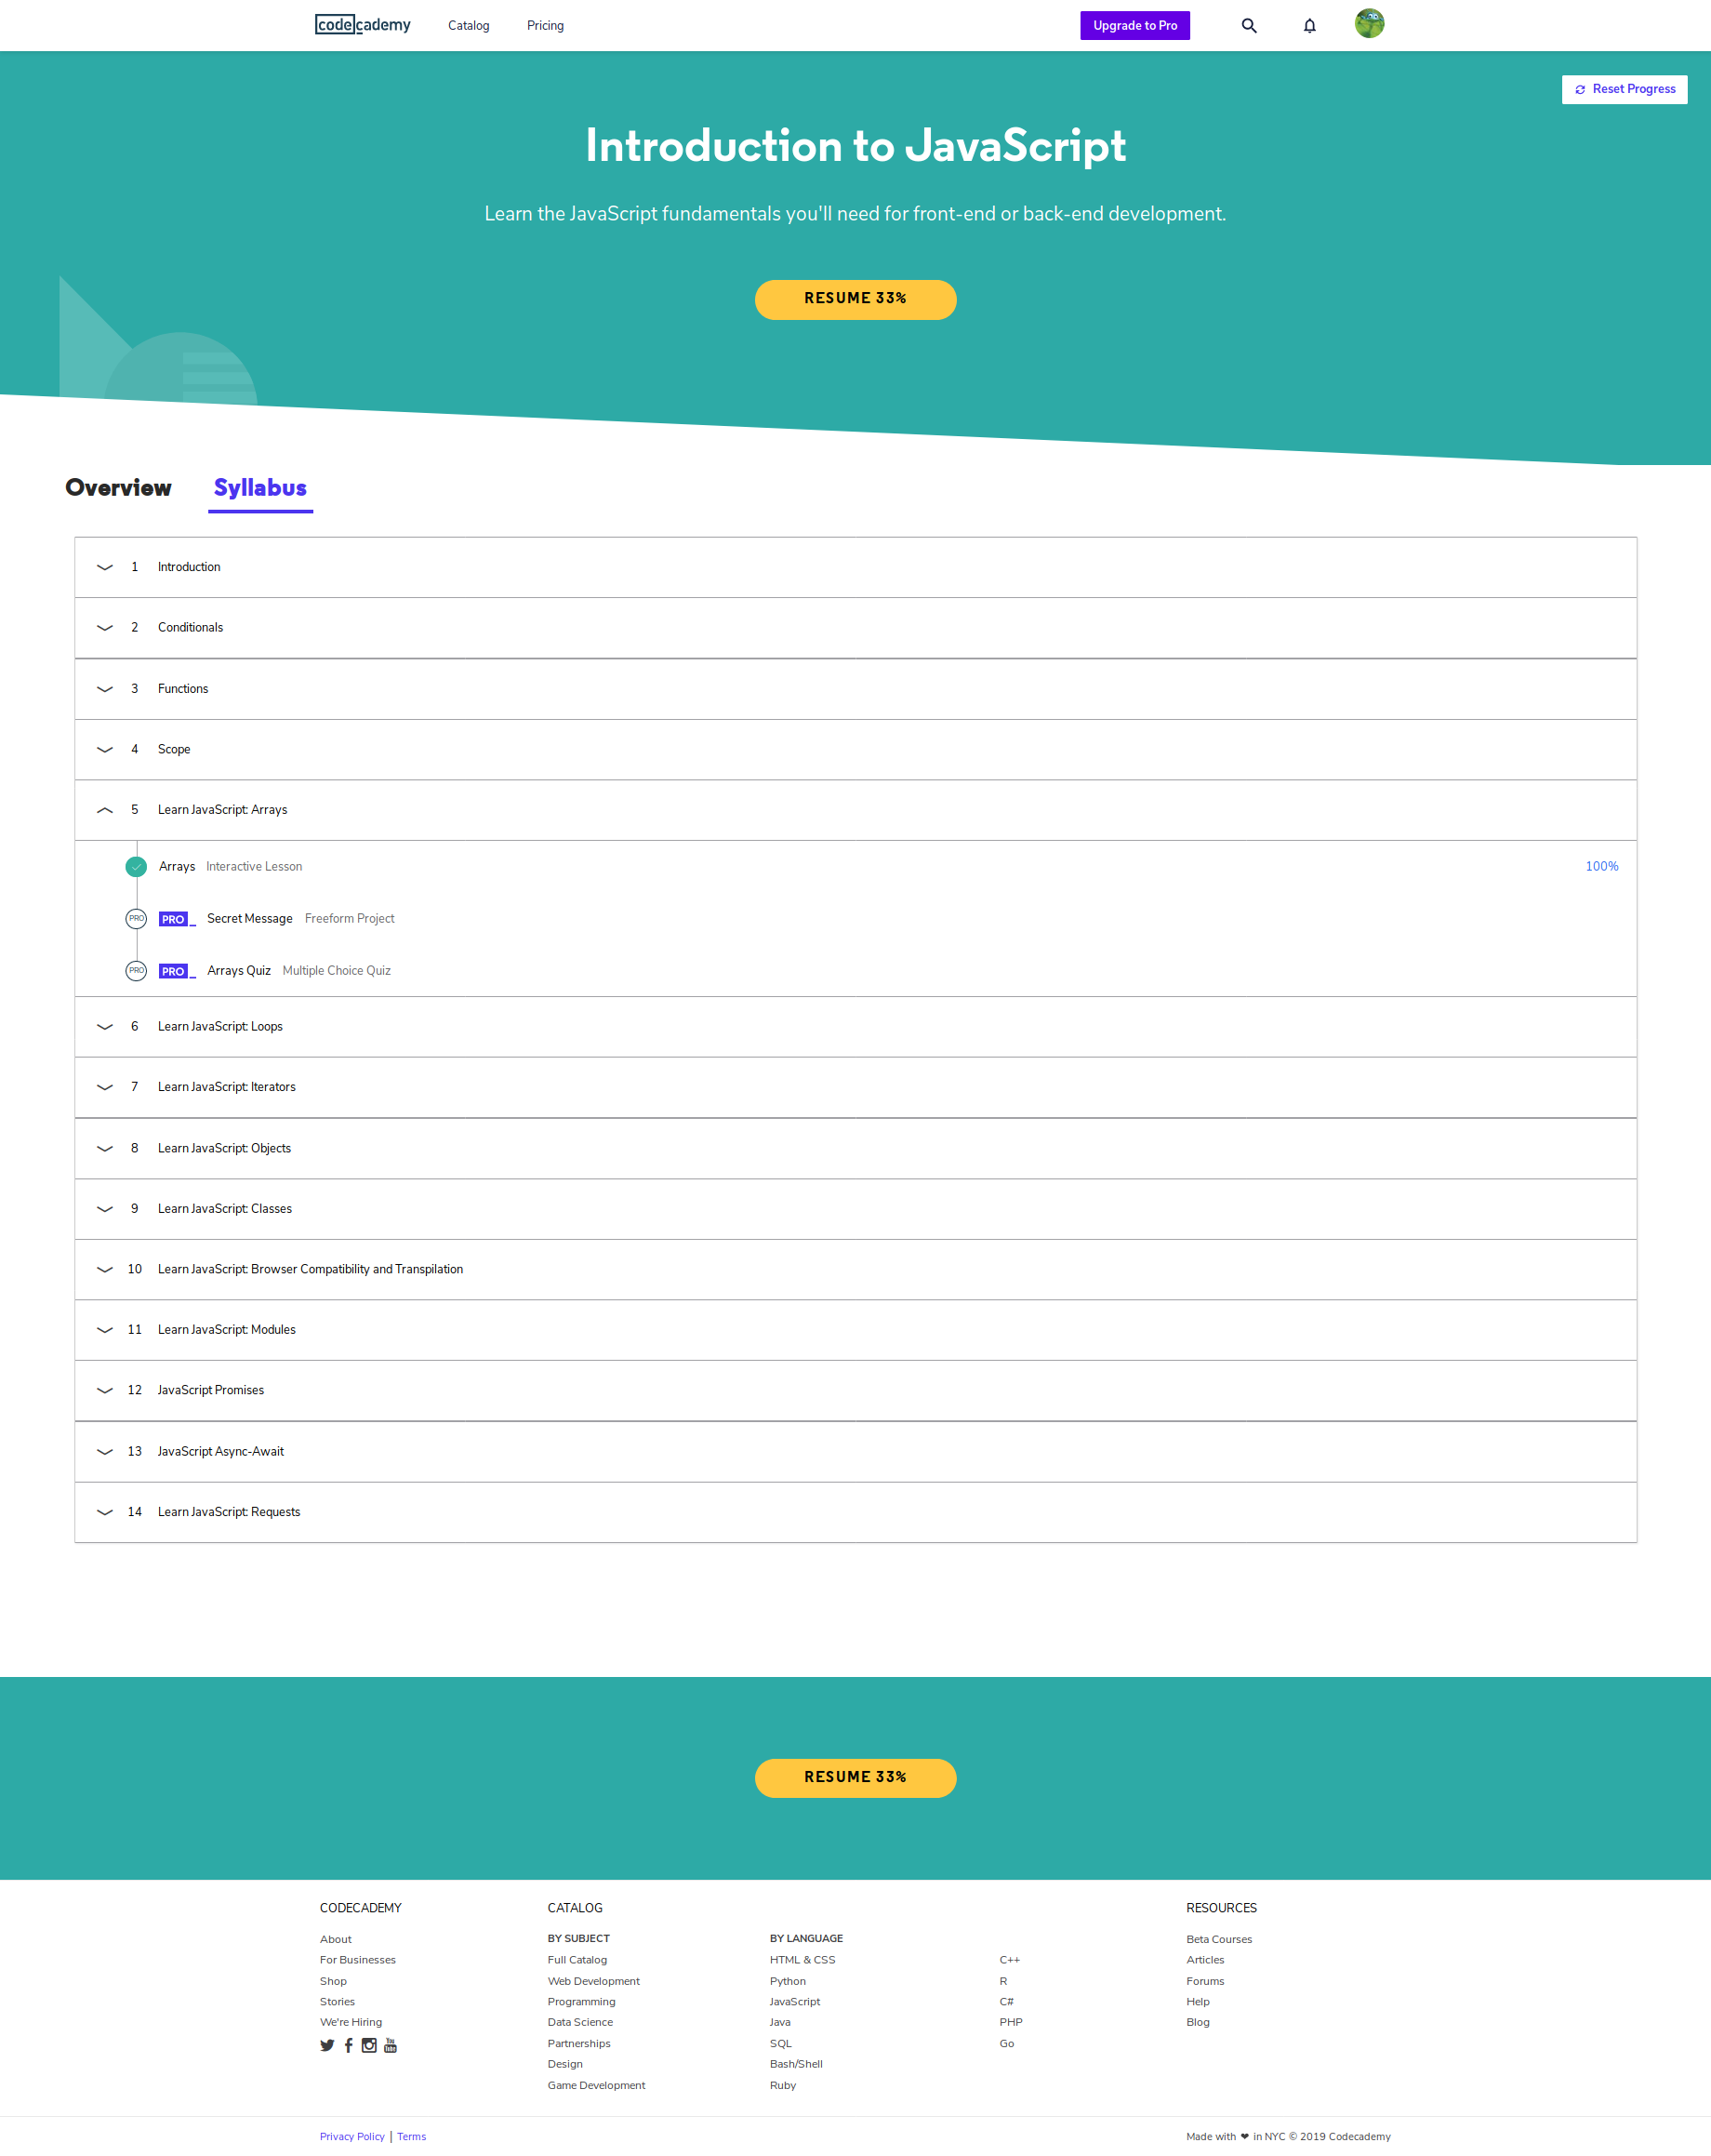 codecademy Catalog Pricing Upgrade to Pro
Reset Progress
Introduction to JavaScript
Learn the JavaScript fundamentals you'll need for front-end or back-end development.
RESUME 33%
Overview Syllabus
1 Introduction
2 Conditionals
3 Functions
4 Scope
5 Learn JavaScript: Arrays
Arrays Interactive Lesson 100%
PRO PRO_ Secret Message Freeform Project
PRO PRO_ Arrays Quiz Multiple Choice Quiz
6 Learn JavaScript: Loops
7 Learn JavaScript: Iterators
8 Learn JavaScript: Objects
9 Learn JavaScript: Classes
10 Learn JavaScript: Browser Compatibility and Transpilation
11 Learn JavaScript: Modules
12 JavaScript Promises
13 JavaScript Async-Await
14 Learn JavaScript: Requests
RESUME 33%
CODECADEMY
About
For Businesses
Shop
Stories
We're Hiring
You Tube
CATALOG
BY SUBJECT
Full Catalog
Web Development
Programming
Data Science
Partnerships
Design
Game Development
BY LANGUAGE
HTML & CSS
Python
JavaScript
Java
SQL
Bash/Shell
Ruby
C++
R
C#
PHP
Go
RESOURCES
Beta Courses
Articles
Forums
Help
Blog
Privacy Policy | Terms
Made with ❤ in NYC © 2019 Codecademy